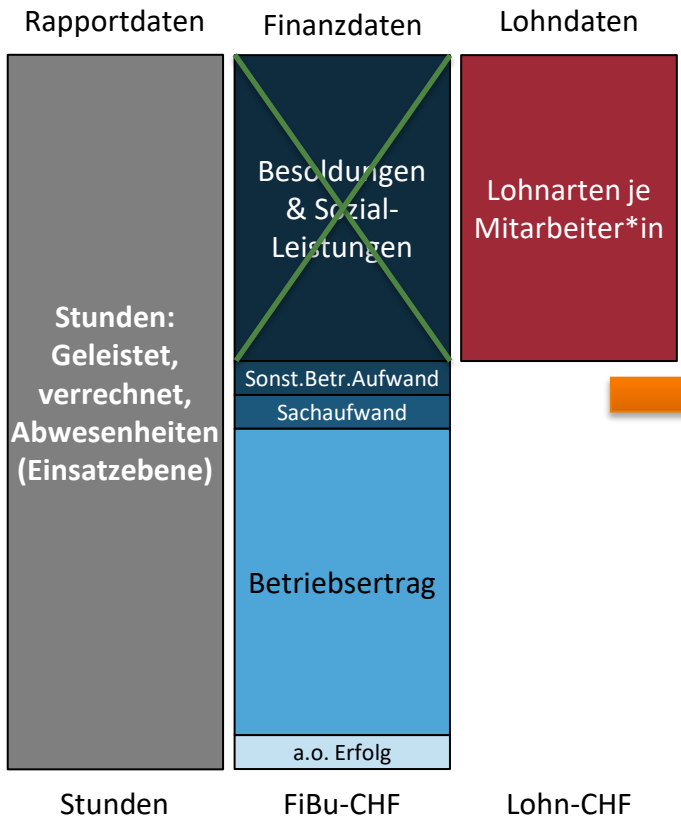 Rapportdaten
Finanzdaten
Lohndaten
Besoldungen
& Sozial-
Leistungen
Lohnarten je
Mitarbeiter*in
Stunden:
Geleistet,
verrechnet,
Abwesenheiten
(Einsatzebene)
Sonst.Betr.Aufwand
Sachaufwand
Betriebsertrag
a.o. Erfolg
Stunden
FiBu-CHF
Lohn-CHF